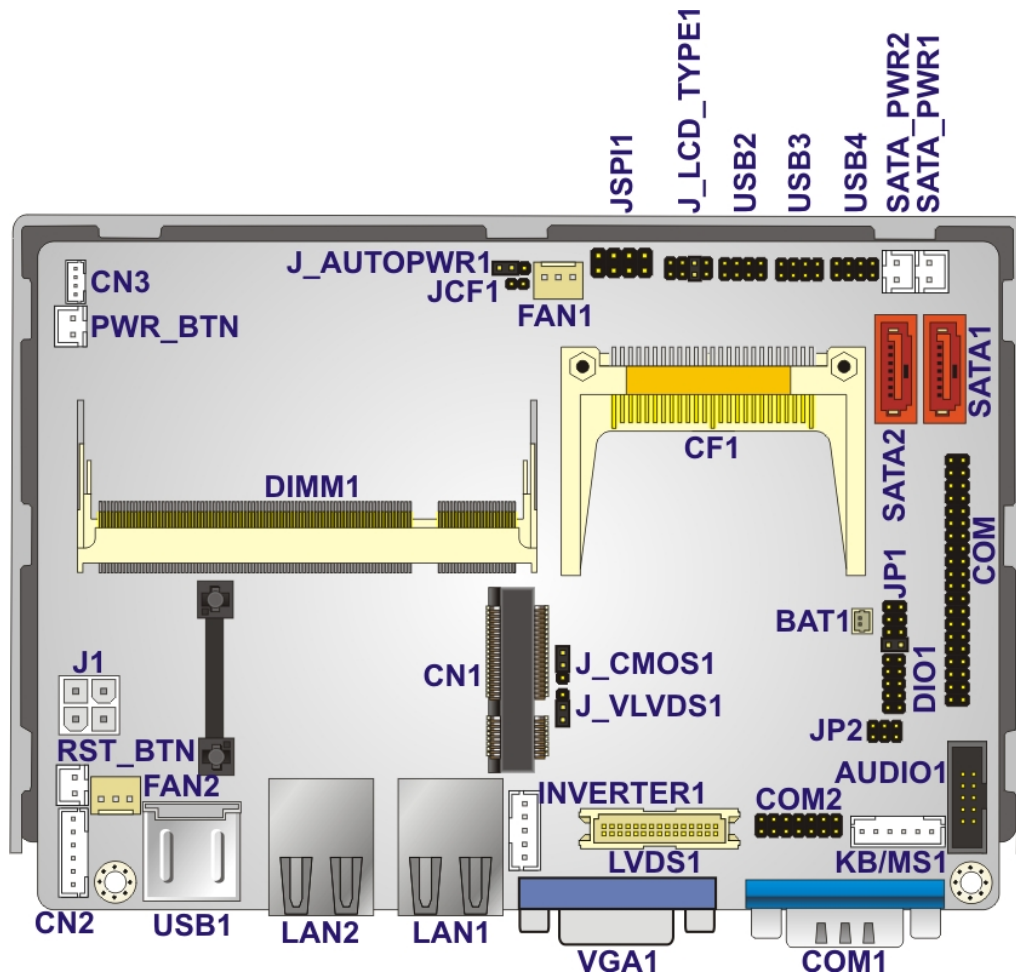 JSPI1
J_LCD_TYPE1
USB2
USB3
USB4
SATA_PWR2
SATA_PWR1
J_AUTOPWR1
CN3
JCF1
FAN1
PWR_BTN
SATA1
CF1
SATA2
DIMM1
COM
JP1
BAT1
J1
CN1
J_CMOS1
DIO1
J_VLVDS1
JP2
RST_BTN
FAN2
AUDIO1
INVERTER1
COM2
LVDS1
KB/MS1
CN2
USB1
LAN2
LAN1
VGA1
COM1